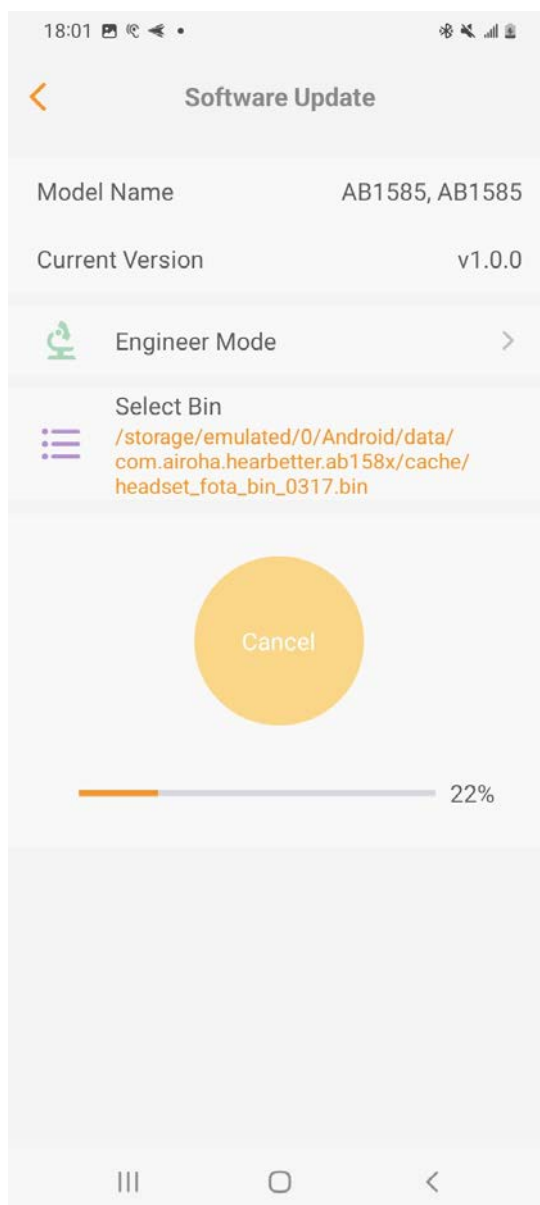 18:01
Software Update
Model Name AB1585, AB1585
Current Version v1.0.0
Engineer Mode
Select Bin
/storage/emulated/0/Android/data/
com.airoha.hearbetter.ab158x/cache/
headset_fota_bin_0317.bin
Cancel
22%